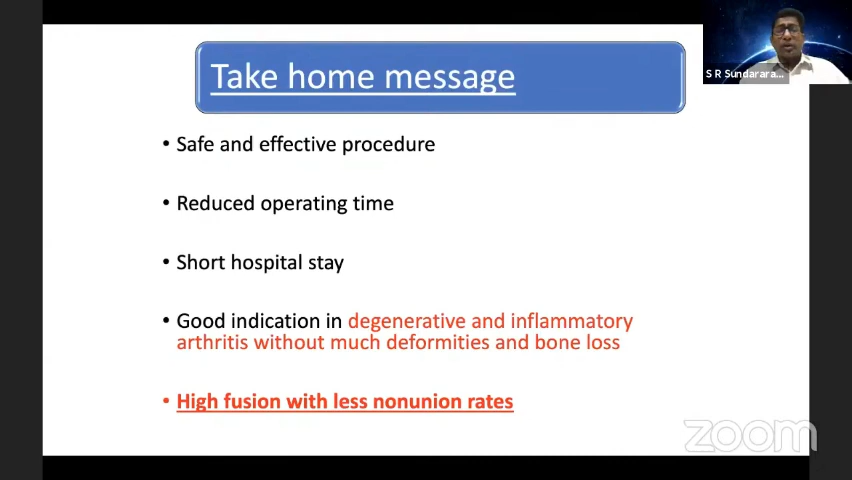 Take home message
S R Sundarara...
• Safe and effective procedure
• Reduced operating time
• Short hospital stay
• Good indication in degenerative and inflammatory
arthritis without much deformities and bone loss
• High fusion with less nonunion rates
zoom